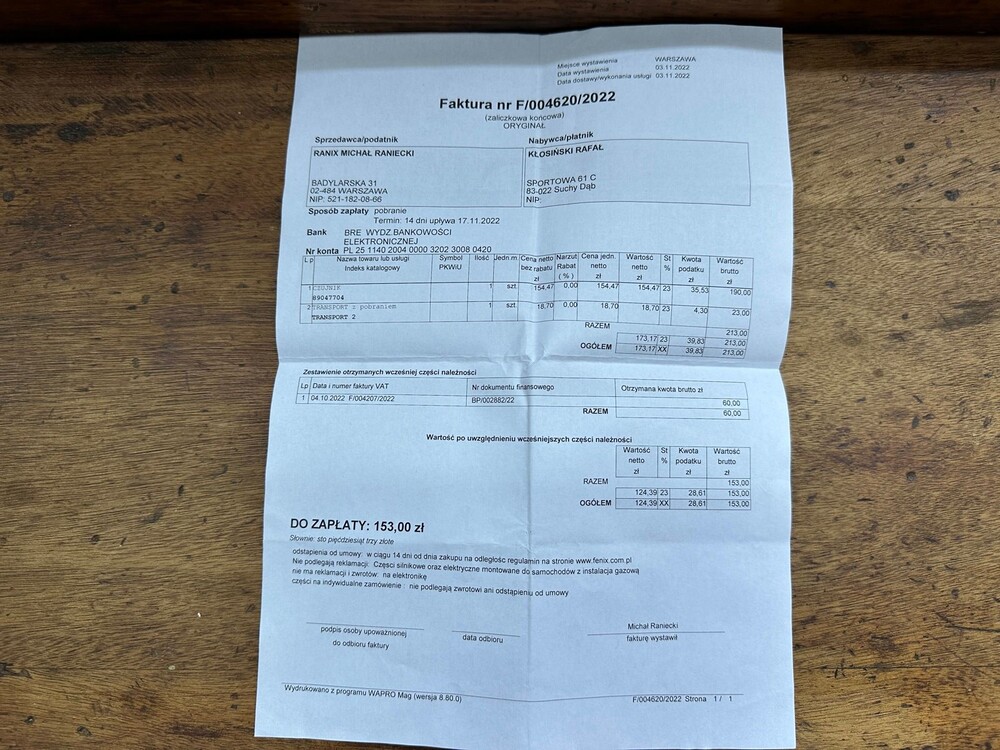 Miejsce wystawienia WARSZAWA
Data wystawienia 03.11.2022
Data dostawy/wykonania usługi 03.11.2022
Faktura nr F/004620/2022
(zaliczkowa końcowa)
ORYGINAŁ
Sprzedawca/podatnik
RANIX MICHAŁ RANIECKI
BADYLARSKA 31
02-484 WARSZAWA
NIP: 521-182-08-66
Nabywca/płatnik
KŁOSIŃSKI RAFAŁ
SPORTOWA 61 C
83-022 Suchy Dąb
NIP:
Sposób zapłaty pobranie
Termin: 14 dni upływa 17.11.2022
Bank BRE WYDZ.BANKOWOŚCI
ELEKTRONICZNEJ
Nr konta PL 25 1140 2004 0000 3202 3008 0420
Lp Nazwa towaru lub usługi Indeks katalogowy Symbol PKWiU Ilość Jedn.m Cena netto bez rabatu zł Narzut Rabat (%) Cena jedn. netto zł Wartość netto zł St % Kwota podatku zł Wartość brutto zł
1 CZUJNIK 1 szt. 154,47 0.00 154,47 154,47 23 35,53 190,00
89047704
2 TRANSPORT z pobraniem 1 szt 18,70 0.00 18,70 18,70 23 4,30 23,00
TRANSPORT 2
RAZEM 213,00
173,17 23 39,83 213,00
OGÓŁEM 173,17 XX 39,83 213,00
Zestawienie otrzymanych wcześniej części należności
Lp Data i numer faktury VAT Nr dokumentu finansowego Otrzymana kwota brutto zł
1 04.10.2022 F/004207/2022 BP/002882/22 60,00
RAZEM 60,00
Wartość po uwzględnieniu wcześniejszych części należności
Wartość netto zł St % Kwota podatku zł Wartość brutto zł
RAZEM 153,00
124,39 23 28,61 153,00
OGÓŁEM 124,39 XX 28,61 153,00
DO ZAPŁATY: 153,00 zł
Słownie: sto pięćdziesiąt trzy złote
odstąpienia od umowy: w ciągu 14 dni od dnia zakupu na odległość regulamin na stronie www.fenix.com.pl
Nie podlegają reklamacji: Części silnikowe oraz elektryczne montowane do samochodów z instalacja gazową
nie ma reklamacji i zwrotów: na elektronikę
części na indywidualne zamówienie : nie podlegają zwrotowi ani odstąpieniu od umowy
podpis osoby upoważnionej
do odbioru faktury
data odbioru
Michał Raniecki
fakturę wystawił
Wydrukowano z programu WAPRO Mag (wersja 8.80.0)
F/004620/2022 Strona 1 / 1